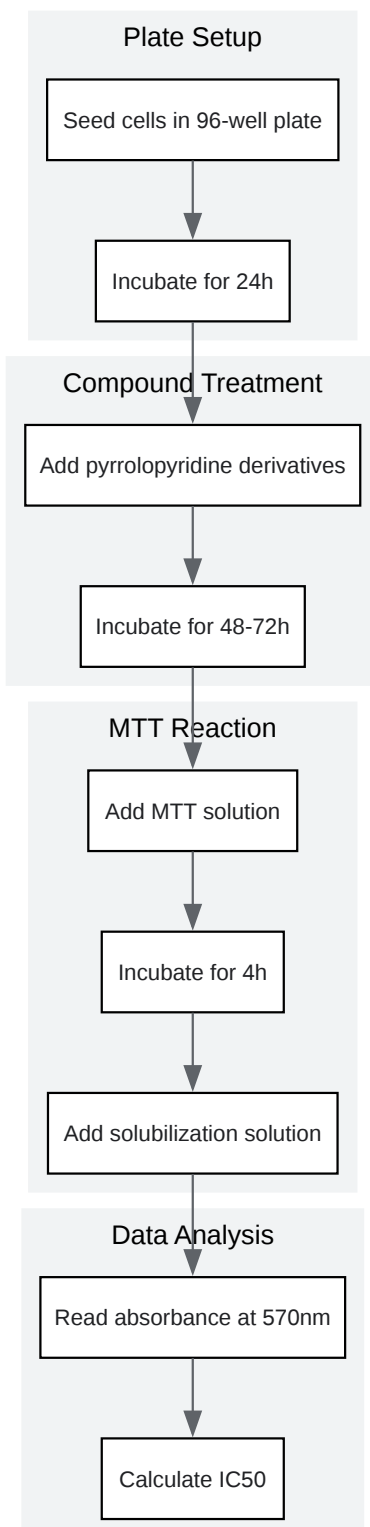 Plate Setup
Seed cells in 96-well plate
Incubate for 24h
Compound Treatment
Add pyrrolopyridine derivatives
Incubate for 48-72h
MTT Reaction
Add MTT solution
Incubate for 4h
Add solubilization solution
Data Analysis
Read absorbance at 570nm
Calculate IC50